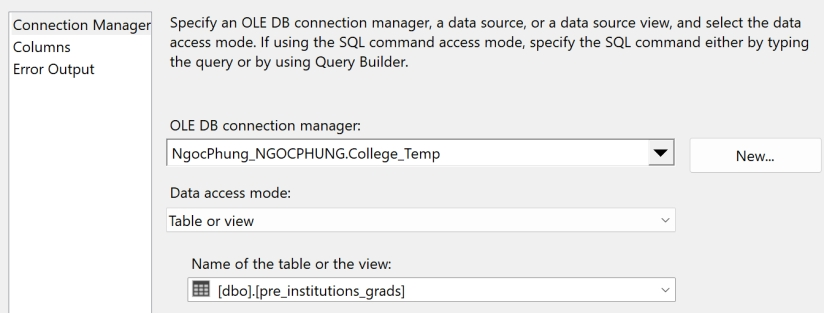 Connection Manager
Columns
Error Output
Specify an OLE DB connection manager, a data source, or a data source view, and select the data
access mode. If using the SQL command access mode, specify the SQL command either by typing
the query or by using Query Builder.
OLE DB connection manager:
NgocPhung_NGOCPHUNG.College_Temp
New...
Data access mode:
Table or view
Name of the table or the view:
[dbo].[pre_institutions_grads]